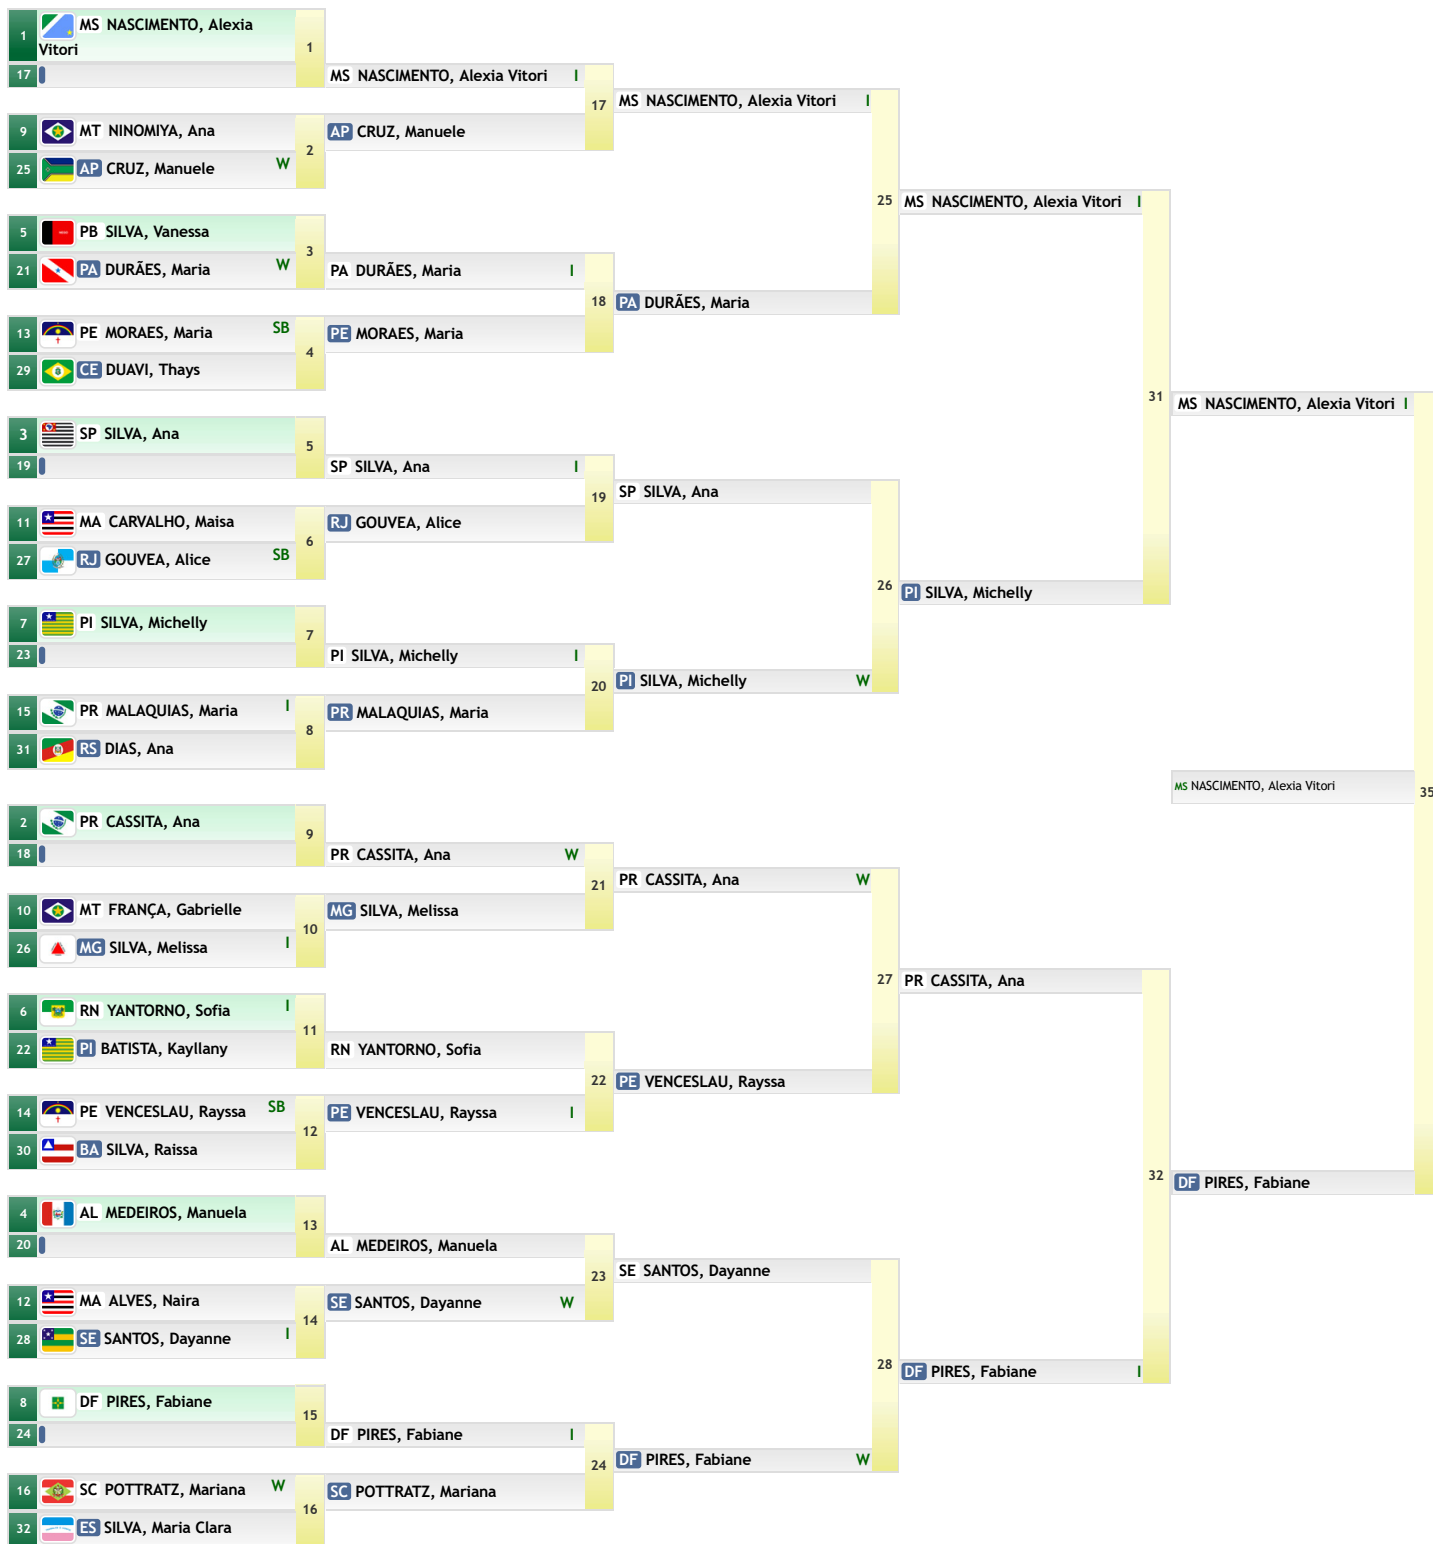 1 MS NASCIMENTO, Alexia
Vitori
1
17
MS NASCIMENTO, Alexia Vitori I
17
MS NASCIMENTO, Alexia Vitori I
9 MT NINOMIYA, Ana
2
AP CRUZ, Manuele
25 AP CRUZ, Manuele W
25
MS NASCIMENTO, Alexia Vitori I
5 PB SILVA, Vanessa
3
21 PA DURÃES, Maria W
PA DURÃES, Maria I
18
PA DURÃES, Maria
13 PE MORAES, Maria SB
4
PE MORAES, Maria
29 CE DUAVI, Thays
31
MS NASCIMENTO, Alexia Vitori I
3 SP SILVA, Ana
5
19
SP SILVA, Ana I
19
SP SILVA, Ana
11 MA CARVALHO, Maisa
6
RJ GOUVEA, Alice
27 RJ GOUVEA, Alice SB
26
PI SILVA, Michelly
7 PI SILVA, Michelly
7
23
PI SILVA, Michelly I
20
PI SILVA, Michelly W
15 PR MALAQUIAS, Maria I
8
PR MALAQUIAS, Maria
31 RS DIAS, Ana
MS NASCIMENTO, Alexia Vitori
35
2 PR CASSITA, Ana
9
18
PR CASSITA, Ana W
21
PR CASSITA, Ana W
10 MT FRANÇA, Gabrielle
10
MG SILVA, Melissa
26 MG SILVA, Melissa I
27
PR CASSITA, Ana
6 RN YANTORNO, Sofia I
11
22 PI BATISTA, Kayllany
RN YANTORNO, Sofia
22
PE VENCESLAU, Rayssa
14 PE VENCESLAU, Rayssa SB
12
PE VENCESLAU, Rayssa I
30 BA SILVA, Raissa
32
DF PIRES, Fabiane
4 AL MEDEIROS, Manuela
13
20
AL MEDEIROS, Manuela
23
SE SANTOS, Dayanne
12 MA ALVES, Naira
14
SE SANTOS, Dayanne W
28 SE SANTOS, Dayanne I
28
DF PIRES, Fabiane I
8 DF PIRES, Fabiane
15
24
DF PIRES, Fabiane I
24
DF PIRES, Fabiane W
16 SC POTTRATZ, Mariana W
16
SC POTTRATZ, Mariana
32 ES SILVA, Maria Clara